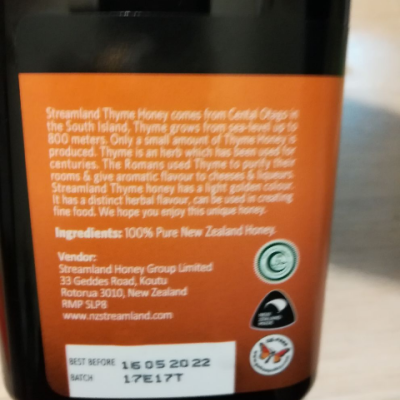 Streamland Thyme Honey comes from Cental Otago in
the South Island, Thyme grows from sea-level up to
800 meters. Only a small amount of Thyme Honey is
produced. Thyme is an herb which has been used for
centuries. The Romans used Thyme to purify their
rooms & give aromatic flavour to cheeses & liqueurs.
Streamland Thyme honey has a light golden colour.
It has a distinct herbal flavour, can be used in creating
fine food. We hope you enjoy this unique honey.
Ingredients: 100% Pure New Zealand Honey.
Vendor:
Streamland Honey Group Limited
33 Geddes Road, Koutu
Rotorua 3010, New Zealand
RMP SLP8
www.nzstreamland.com
BEST BEFORE 16052022
BATCH 17E17T